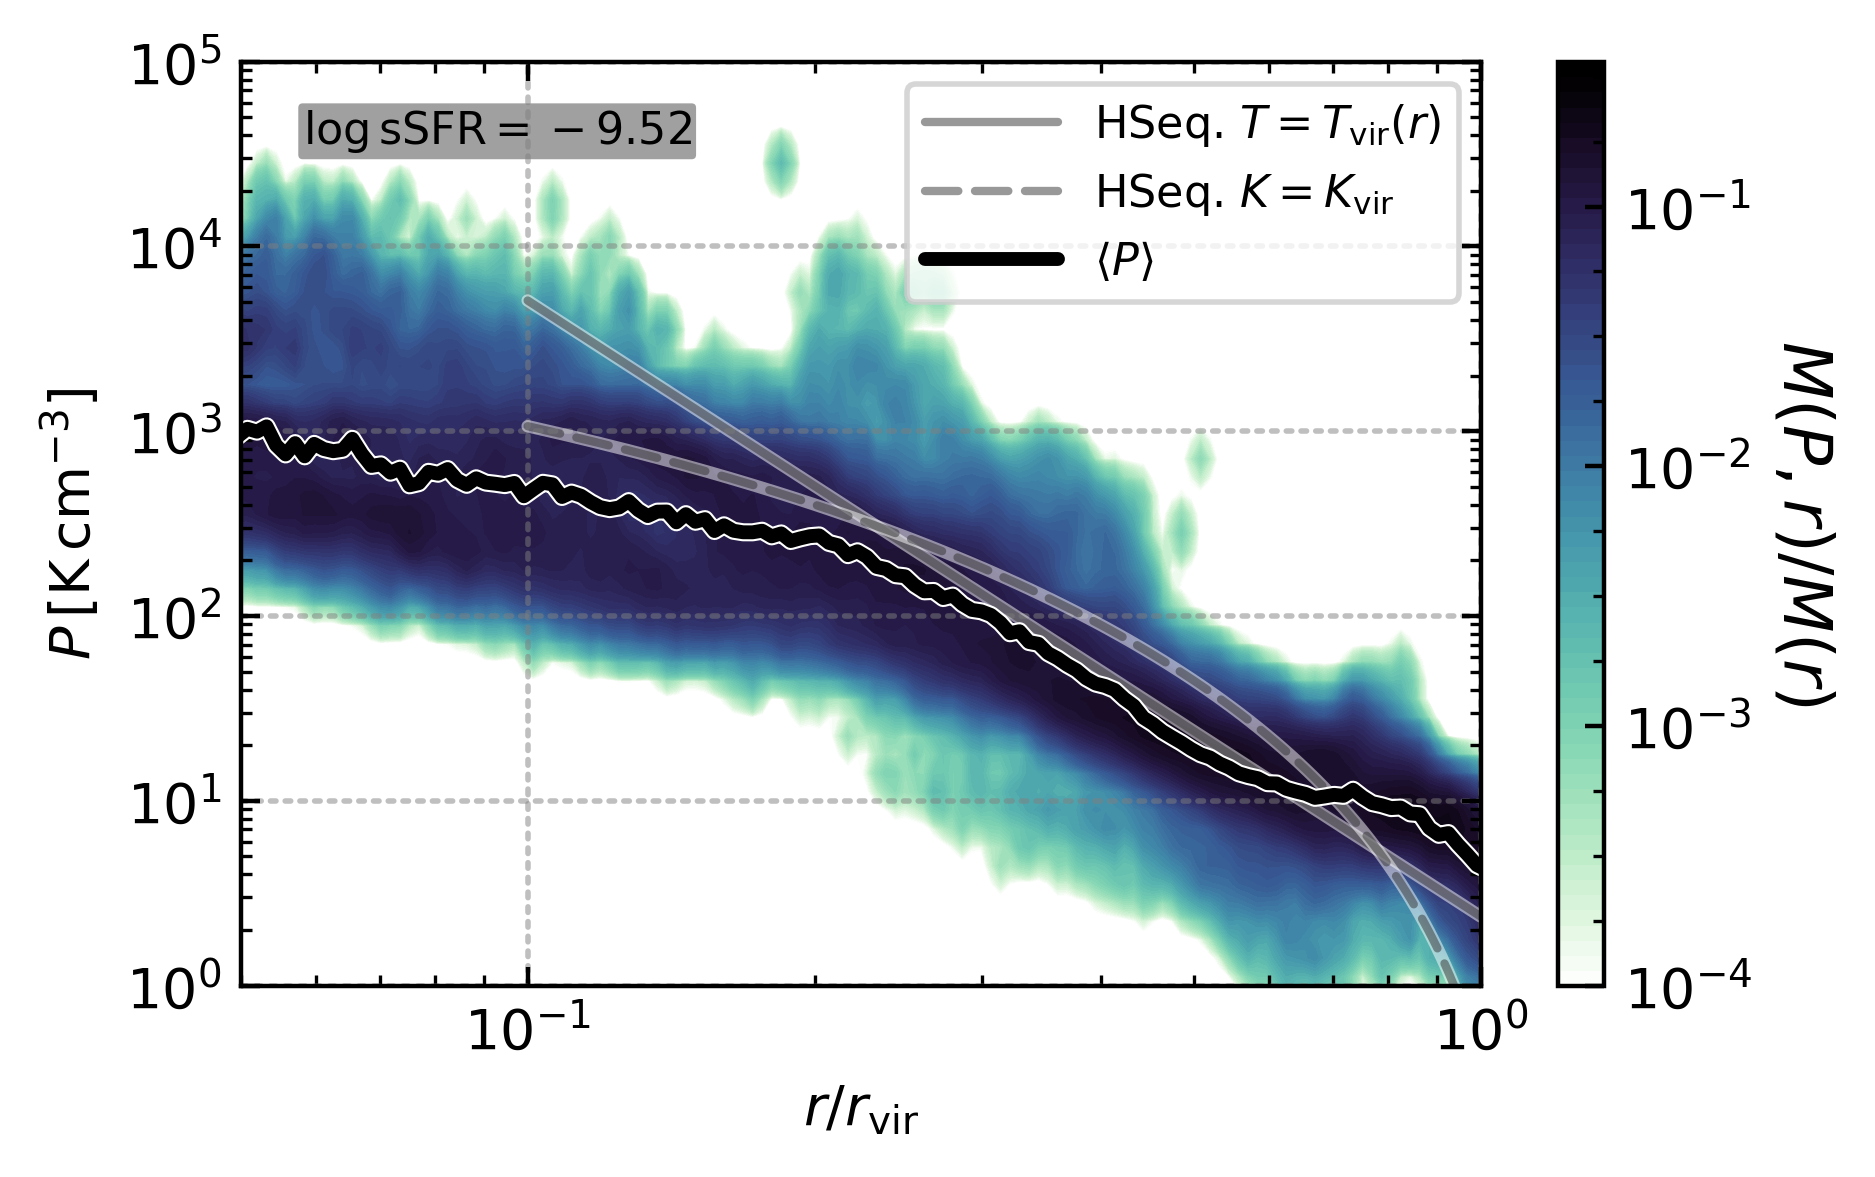 log sSFR = −9.52
HSeq. T = T_vir(r)
HSeq. K = K_vir
⟨P⟩
10^5
10^4
10^3
10^2
10^1
10^0
P [K cm^−3]
10^−1
10^0
r/r_vir
10^−1
10^−2
10^−3
10^−4
M(P, r)/M(r)